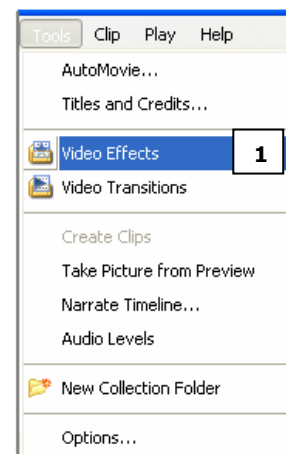 Tools Clip Play Help
AutoMovie...
Titles and Credits...
Video Effects 1
Video Transitions
Create Clips
Take Picture from Preview
Narrate Timeline...
Audio Levels
New Collection Folder
Options...